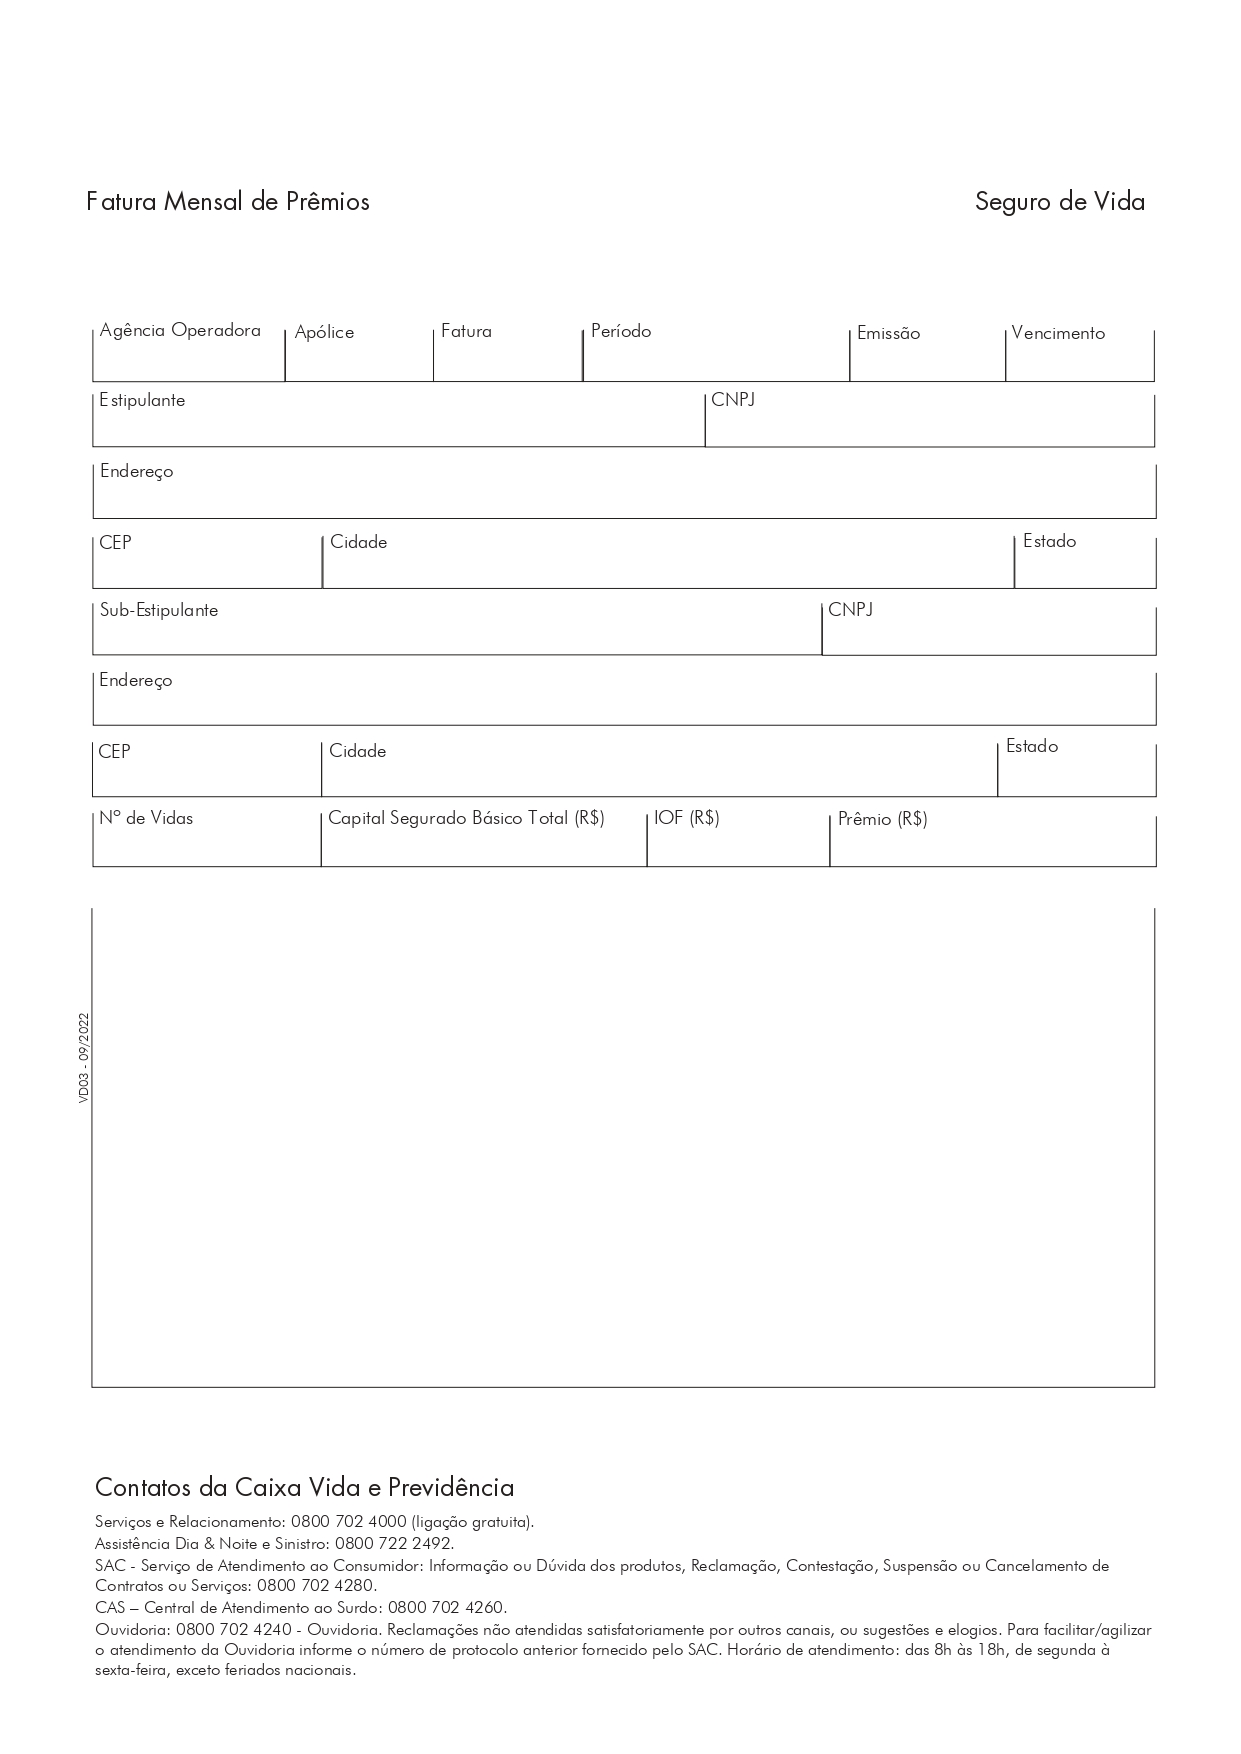 Fatura Mensal de Prêmios
Seguro de Vida
Agência Operadora
Apólice
Fatura
Período
Emissão
Vencimento
Estipulante
CNPJ
Endereço
CEP
Cidade
Estado
Sub-Estipulante
CNPJ
Endereço
CEP
Cidade
Estado
Nº de Vidas
Capital Segurado Básico Total (R$)
IOF (R$)
Prêmio (R$)
VD03 - 09/2022
Contatos da Caixa Vida e Previdência
Serviços e Relacionamento: 0800 702 4000 (ligação gratuita).
Assistência Dia & Noite e Sinistro: 0800 722 2492.
SAC - Serviço de Atendimento ao Consumidor: Informação ou Dúvida dos produtos, Reclamação, Contestação, Suspensão ou Cancelamento de
Contratos ou Serviços: 0800 702 4280.
CAS – Central de Atendimento ao Surdo: 0800 702 4260.
Ouvidoria: 0800 702 4240 - Ouvidoria. Reclamações não atendidas satisfatoriamente por outros canais, ou sugestões e elogios. Para facilitar/agilizar
o atendimento da Ouvidoria informe o número de protocolo anterior fornecido pelo SAC. Horário de atendimento: das 8h às 18h, de segunda à
sexta-feira, exceto feriados nacionais.